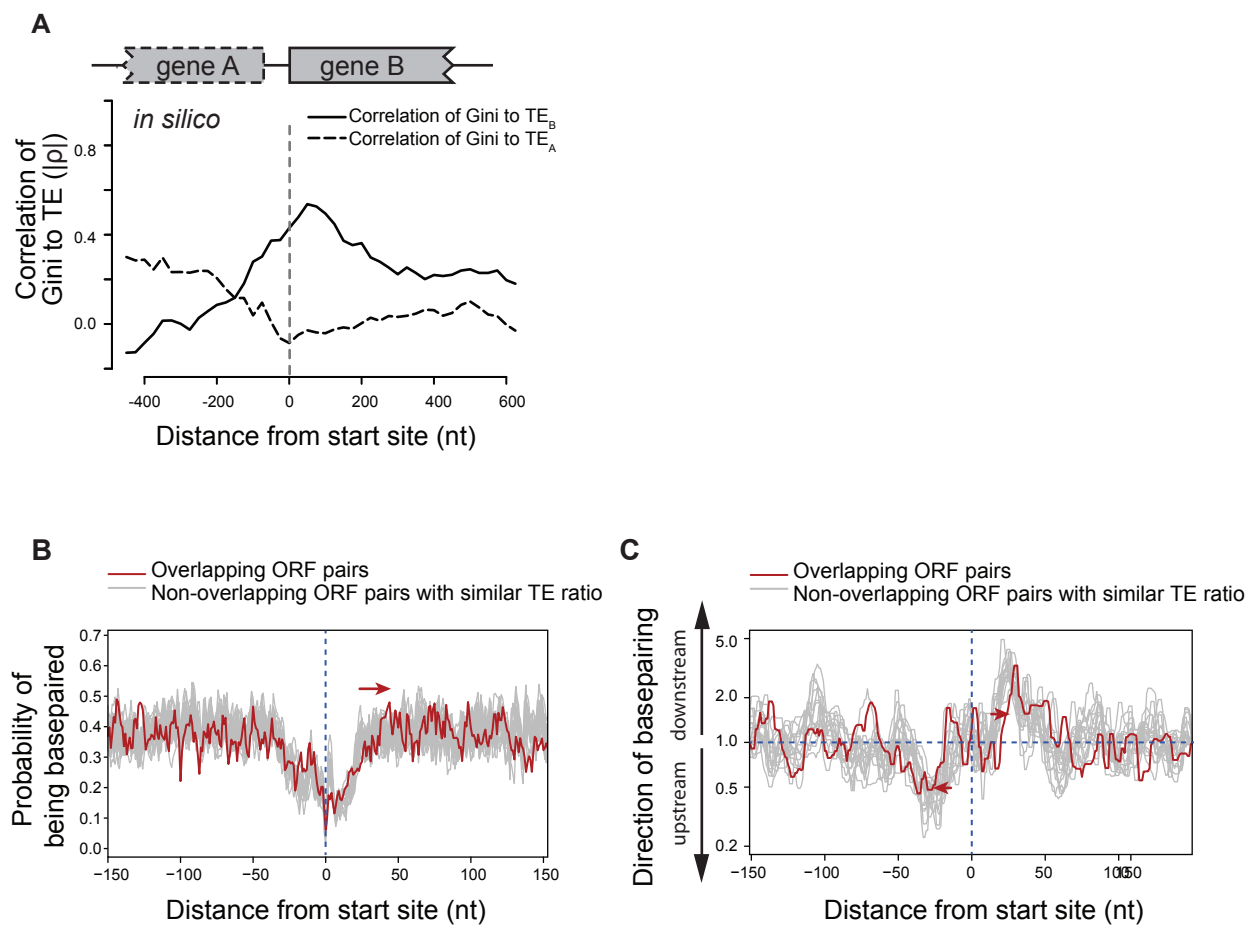 A
gene A
gene B
in silico
Correlation of Gini to TE_B
Correlation of Gini to TE_A
Correlation of
Gini to TE (|ρ|)
0.8
0.4
0.0
-400
-200
0
200
400
600
Distance from start site (nt)
B
Overlapping ORF pairs
Non-overlapping ORF pairs with similar TE ratio
Probability of
being basepaired
0.7
0.6
0.5
0.4
0.3
0.2
0.1
0.0
−150
−100
−50
0
50
100
150
Distance from start site (nt)
C
Overlapping ORF pairs
Non-overlapping ORF pairs with similar TE ratio
Direction of basepairing
upstream
downstream
5.0
2.0
1.0
0.5
0.2
−150
−100
−50
0
50
100
150
Distance from start site (nt)